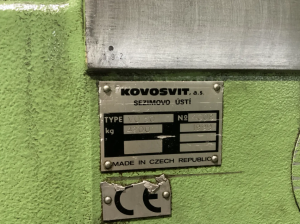 KOVOSVIT a.s.
SEZIMOVO ÚSTÍ
TYPE Nº
kg
MADE IN CZECH REPUBLIC
CE